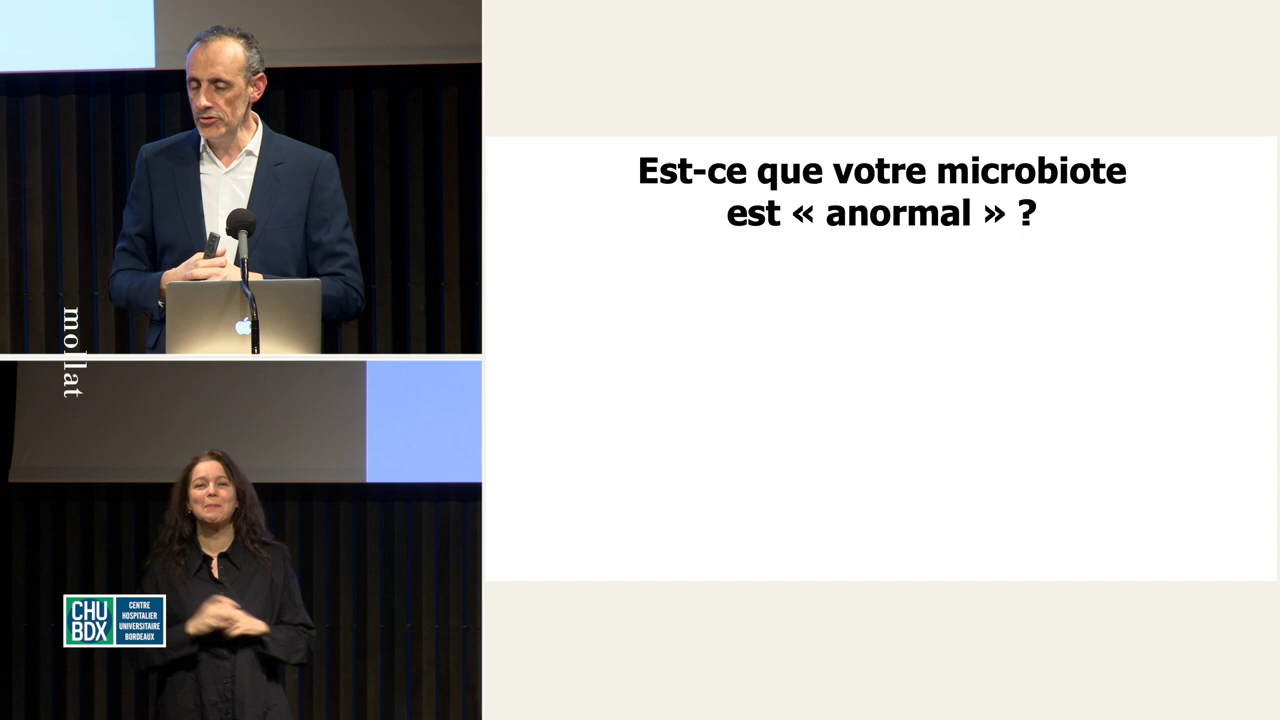 Est-ce que votre microbiote
est « anormal » ?
mollat
CHU
BDX
CENTRE
HOSPITALIER
UNIVERSITAIRE
BORDEAUX